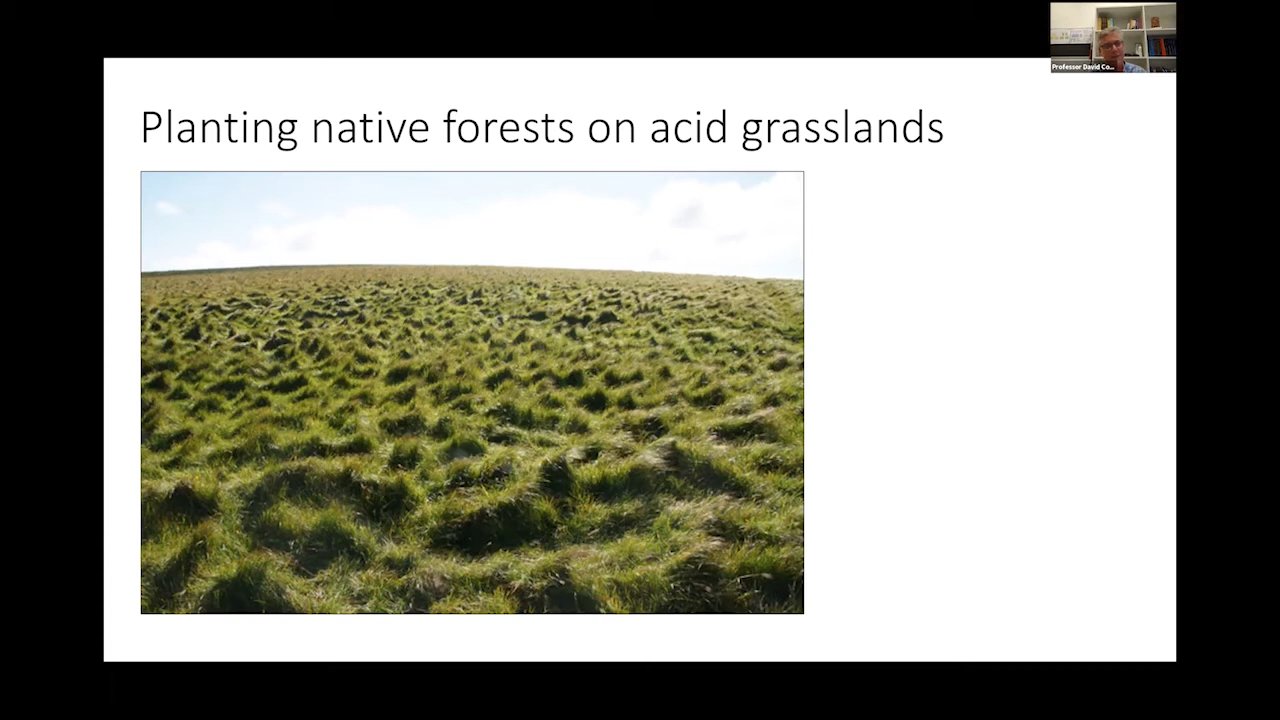 Professor David Co...
Planting native forests on acid grasslands